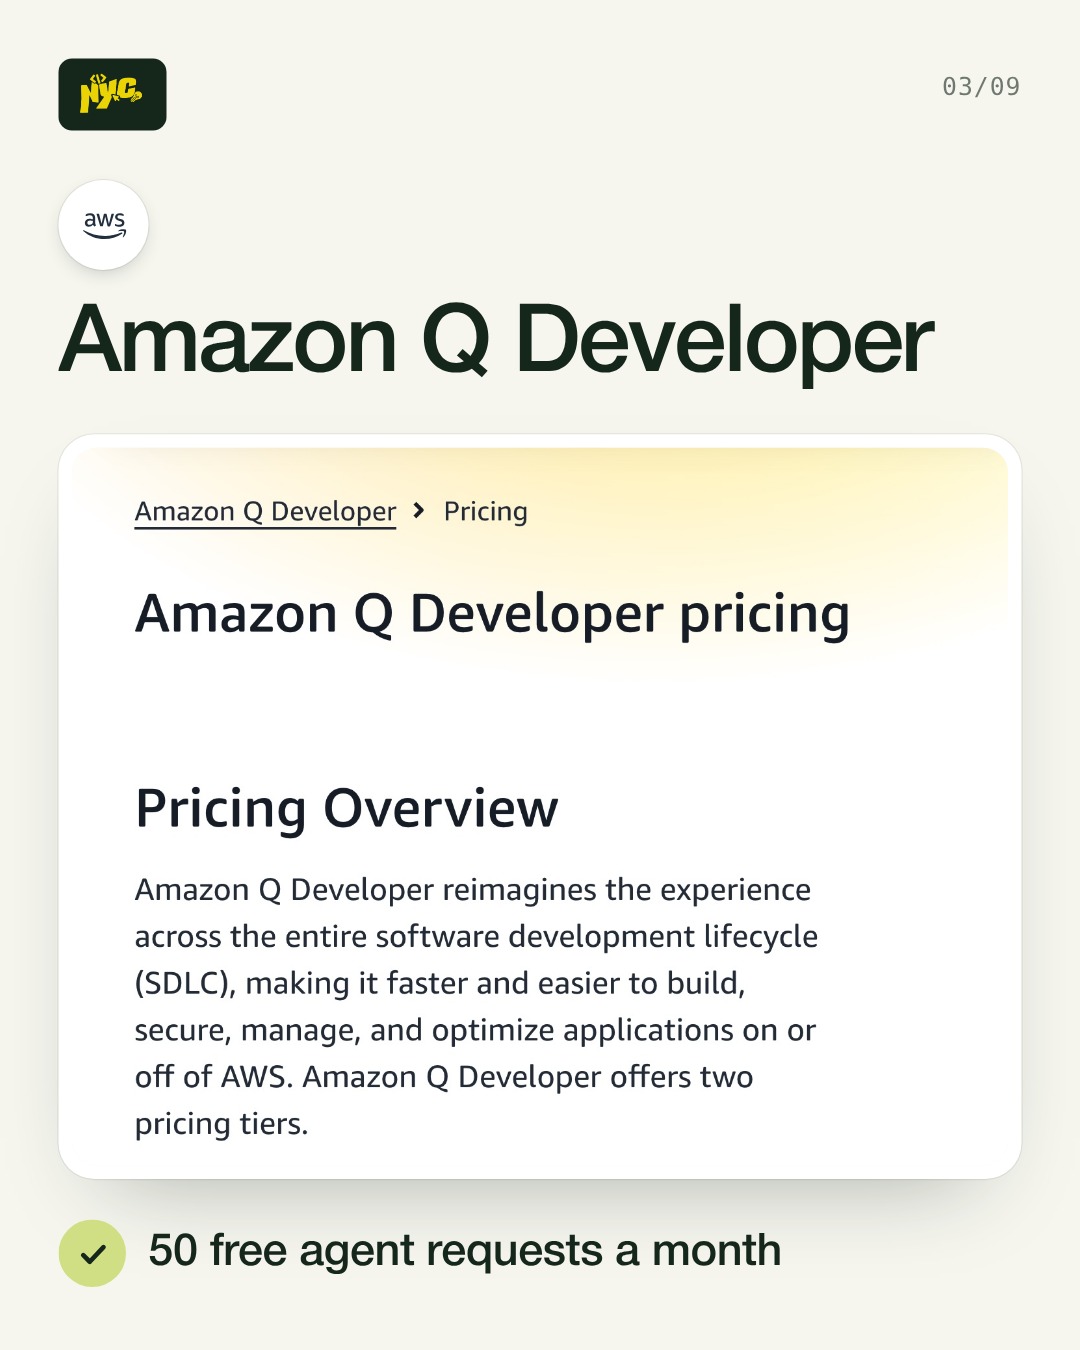 NYC
03/09
aws
Amazon Q Developer
Amazon Q Developer > Pricing
Amazon Q Developer pricing
Pricing Overview
Amazon Q Developer reimagines the experience
across the entire software development lifecycle
(SDLC), making it faster and easier to build,
secure, manage, and optimize applications on or
off of AWS. Amazon Q Developer offers two
pricing tiers.
50 free agent requests a month